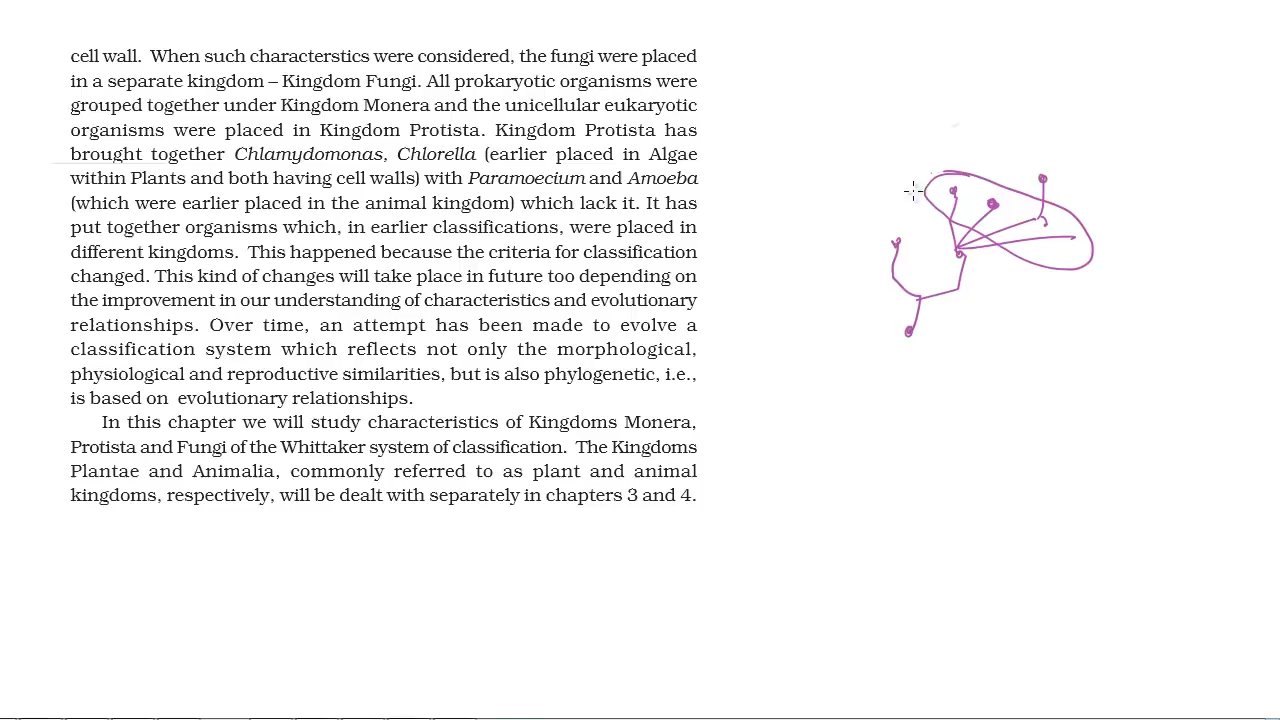 cell wall. When such characterstics were considered, the fungi were placed
in a separate kingdom – Kingdom Fungi. All prokaryotic organisms were
grouped together under Kingdom Monera and the unicellular eukaryotic
organisms were placed in Kingdom Protista. Kingdom Protista has
brought together Chlamydomonas, Chlorella (earlier placed in Algae
within Plants and both having cell walls) with Paramoecium and Amoeba
(which were earlier placed in the animal kingdom) which lack it. It has
put together organisms which, in earlier classifications, were placed in
different kingdoms. This happened because the criteria for classification
changed. This kind of changes will take place in future too depending on
the improvement in our understanding of characteristics and evolutionary
relationships. Over time, an attempt has been made to evolve a
classification system which reflects not only the morphological,
physiological and reproductive similarities, but is also phylogenetic, i.e.,
is based on evolutionary relationships.
In this chapter we will study characteristics of Kingdoms Monera,
Protista and Fungi of the Whittaker system of classification. The Kingdoms
Plantae and Animalia, commonly referred to as plant and animal
kingdoms, respectively, will be dealt with separately in chapters 3 and 4.